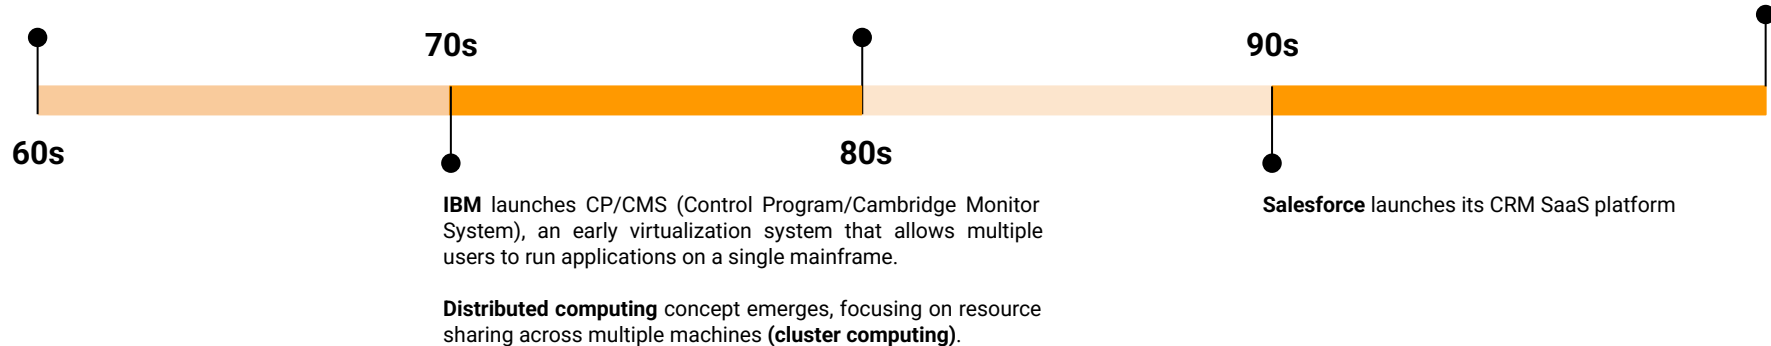 70s
90s
60s
80s
IBM launches CP/CMS (Control Program/Cambridge Monitor
System), an early virtualization system that allows multiple
users to run applications on a single mainframe.
Distributed computing concept emerges, focusing on resource
sharing across multiple machines (cluster computing).
Salesforce launches its CRM SaaS platform